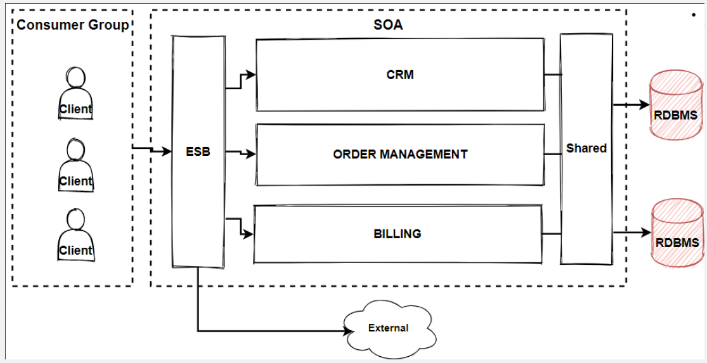 Consumer Group
SOA
Client
Client
Client
ESB
CRM
ORDER MANAGEMENT
BILLING
Shared
RDBMS
RDBMS
External